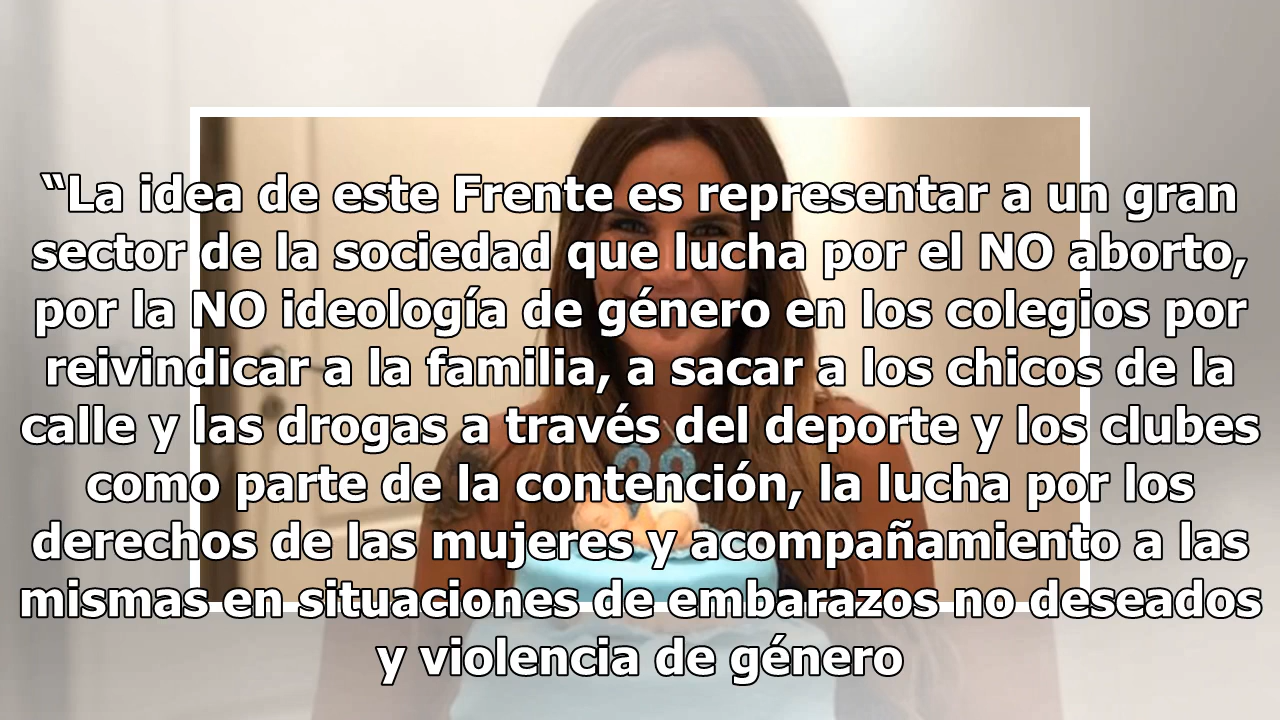 “La idea de este Frente es representar a un gran
sector de la sociedad que lucha por el NO aborto,
por la NO ideología de género en los colegios por
reivindicar a la familia, a sacar a los chicos de la
calle y las drogas a través del deporte y los clubes
como parte de la contención, la lucha por los
derechos de las mujeres y acompañamiento a las
mismas en situaciones de embarazos no deseados
y violencia de género